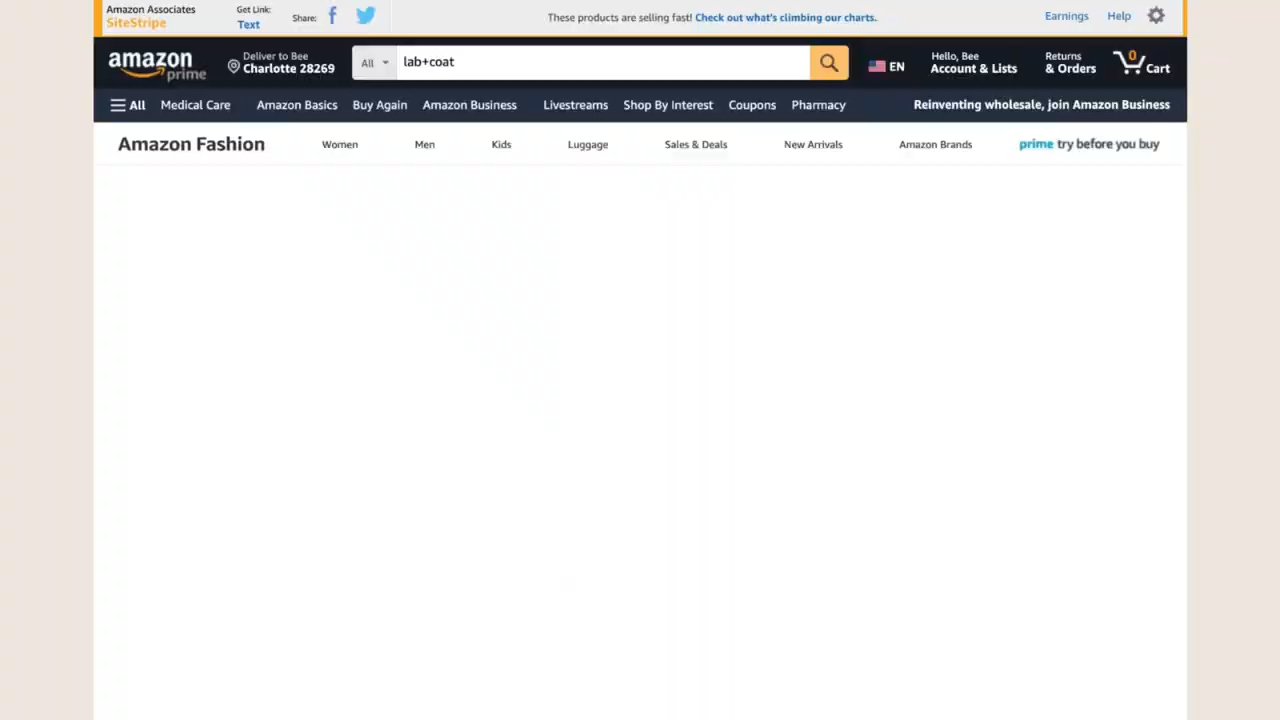 Amazon Associates
SiteStripe
Get Link:
Text
Share:
These products are selling fast! Check out what's climbing our charts.
Earnings
Help
amazon
prime
Deliver to Bee
Charlotte 28269
All
lab+coat
EN
Hello, Bee
Account & Lists
Returns
& Orders
0
Cart
All Medical Care Amazon Basics Buy Again Amazon Business Livestreams Shop By Interest Coupons Pharmacy Reinventing wholesale, join Amazon Business
Amazon Fashion Women Men Kids Luggage Sales & Deals New Arrivals Amazon Brands prime try before you buy